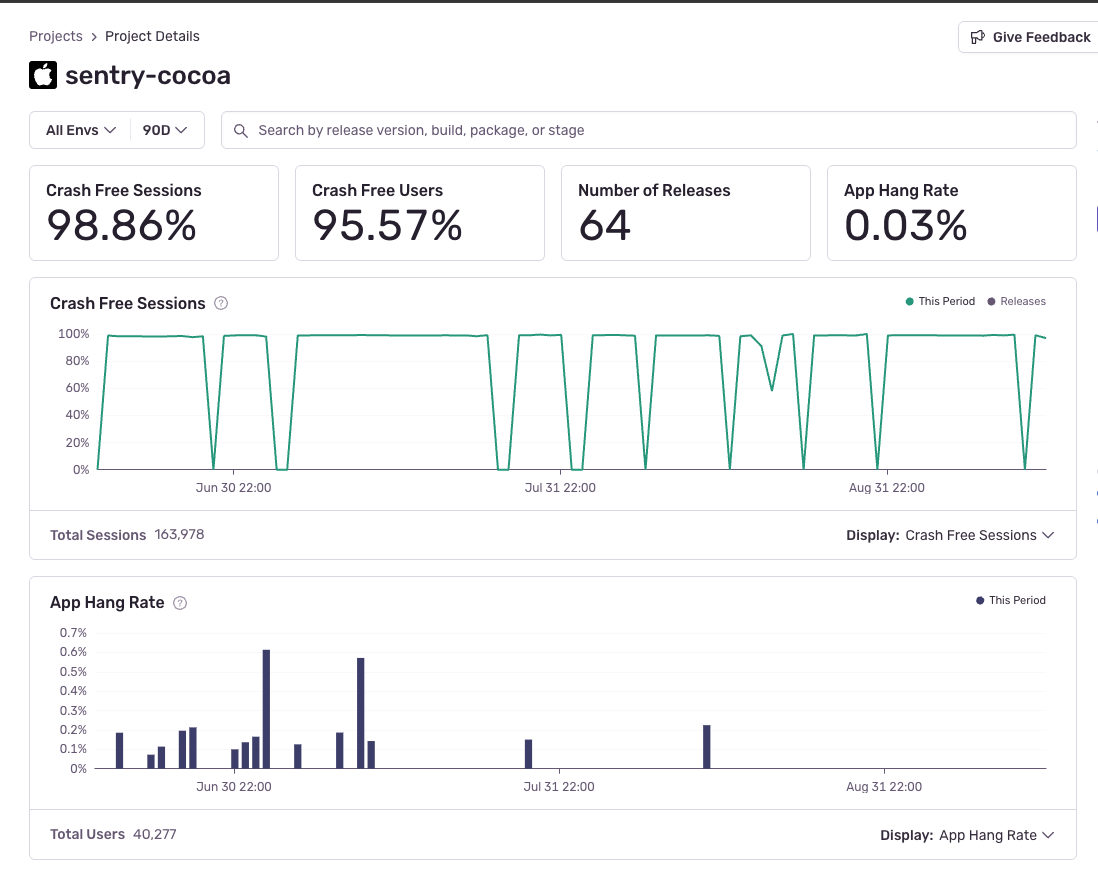 Projects > Project Details
Give Feedback
sentry-cocoa
All Envs 90D Search by release version, build, package, or stage
Crash Free Sessions
98.86%
Crash Free Users
95.57%
Number of Releases
64
App Hang Rate
0.03%
Crash Free Sessions ?
This Period Releases
100%
80%
60%
40%
20%
0%
Jun 30 22:00 Jul 31 22:00 Aug 31 22:00
Total Sessions 163,978
Display: Crash Free Sessions
App Hang Rate ?
This Period
0.7%
0.6%
0.5%
0.4%
0.3%
0.2%
0.1%
0%
Jun 30 22:00 Jul 31 22:00 Aug 31 22:00
Total Users 40,277
Display: App Hang Rate